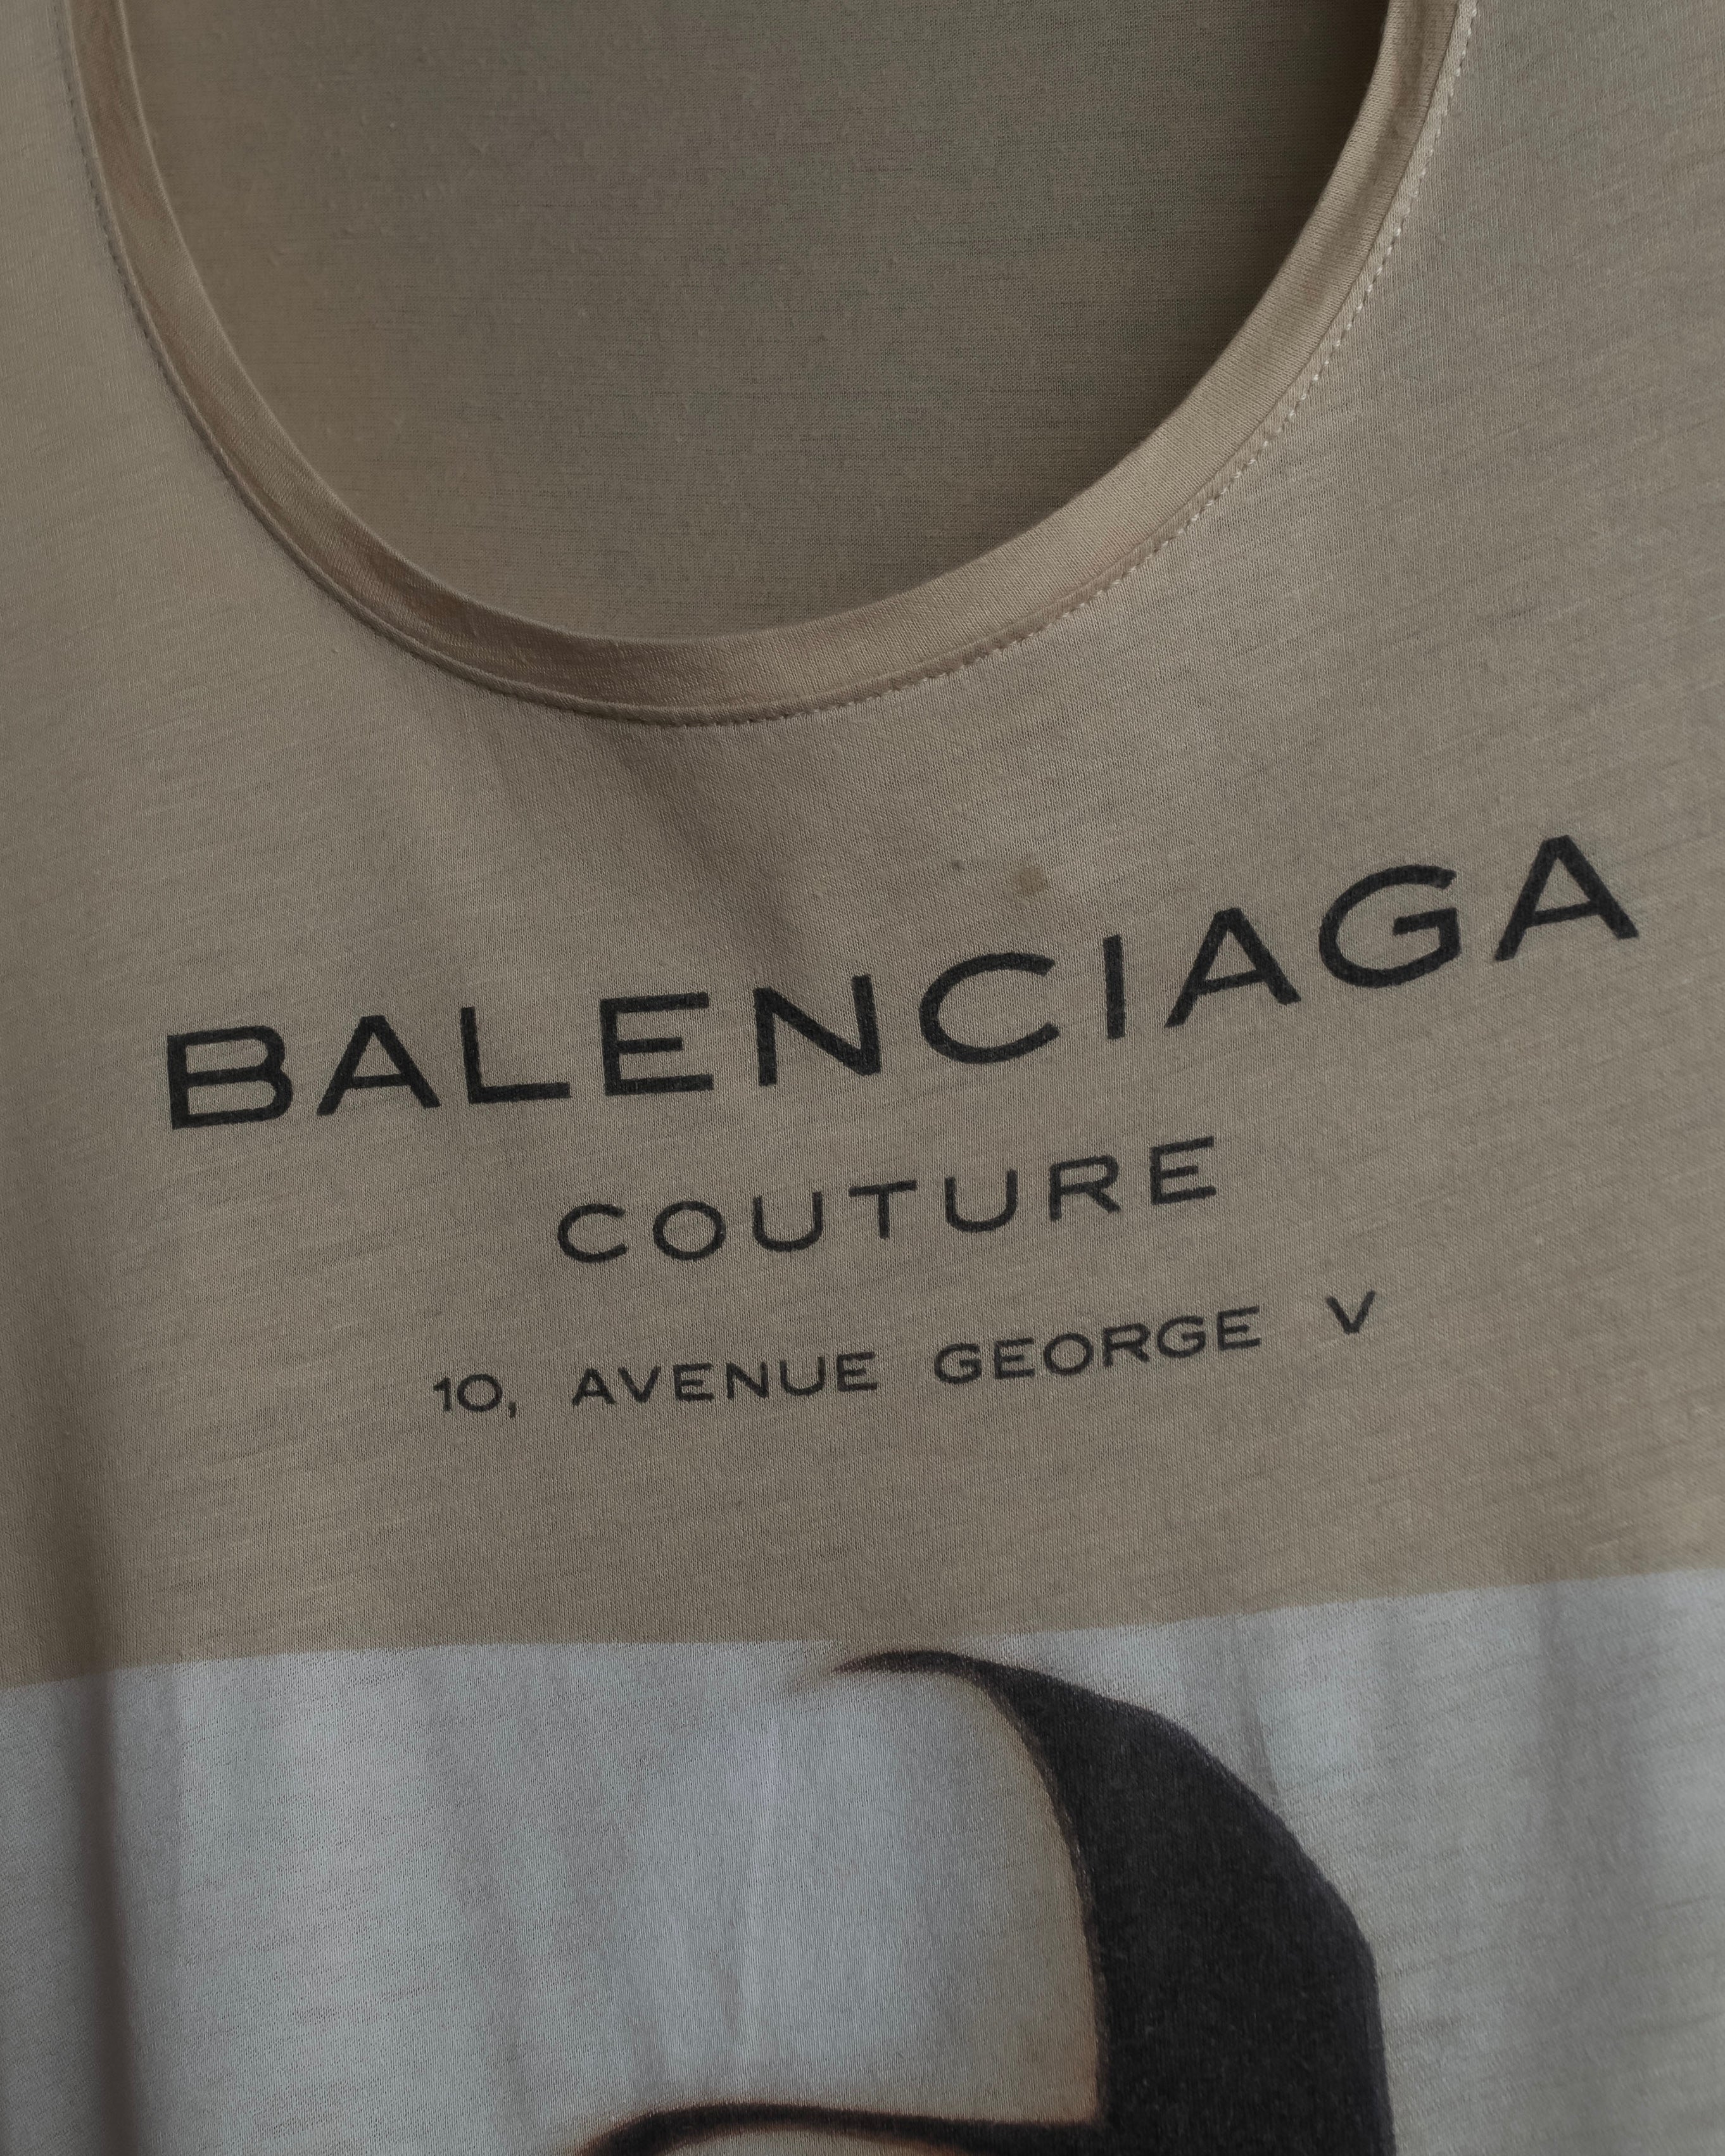 BALENCIAGA
COUTURE
10, AVENUE GEORGE V